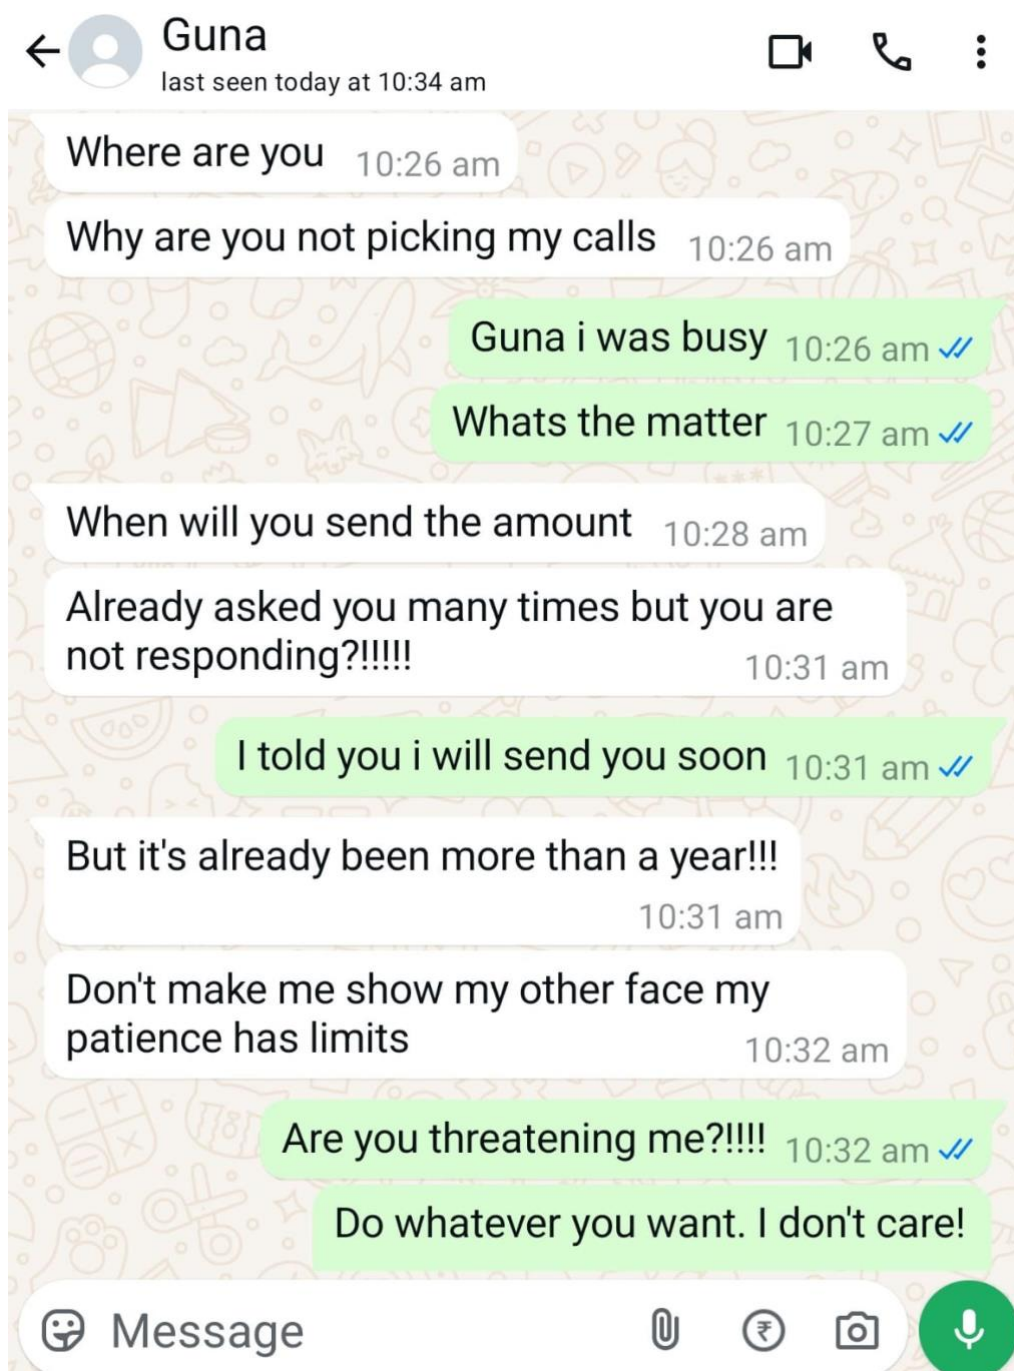 Guna
last seen today at 10:34 am
Where are you 10:26 am
Why are you not picking my calls 10:26 am
Guna i was busy 10:26 am
Whats the matter 10:27 am
When will you send the amount 10:28 am
Already asked you many times but you are
not responding?!!!!! 10:31 am
I told you i will send you soon 10:31 am
But it's already been more than a year!!!
10:31 am
Don't make me show my other face my
patience has limits 10:32 am
Are you threatening me?!!!! 10:32 am
Do whatever you want. I don't care!
Message